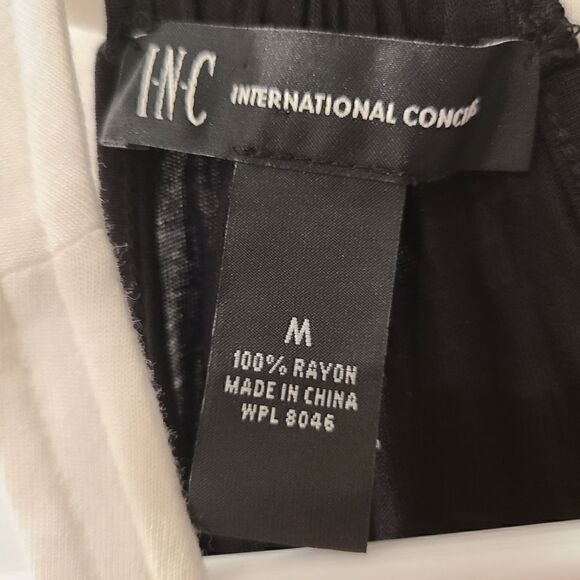 I·N·C INTERNATIONAL
M
100% RAYON
MADE IN CHINA
WPL 8046